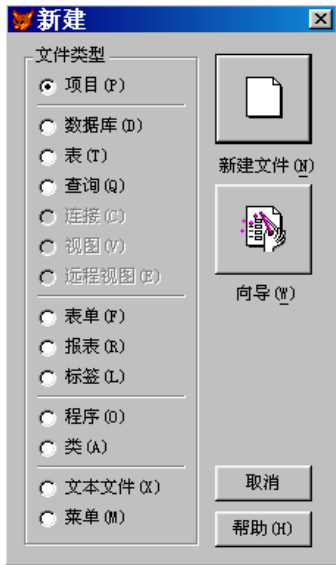 新建
文件类型
项目(P)
数据库(D)
表(T)
查询(Q)
连接(C)
视图(V)
远程视图(E)
表单(F)
报表(R)
标签(L)
程序(O)
类(A)
文本文件(X)
菜单(M)
新建文件(N)
向导(W)
取消
帮助(H)